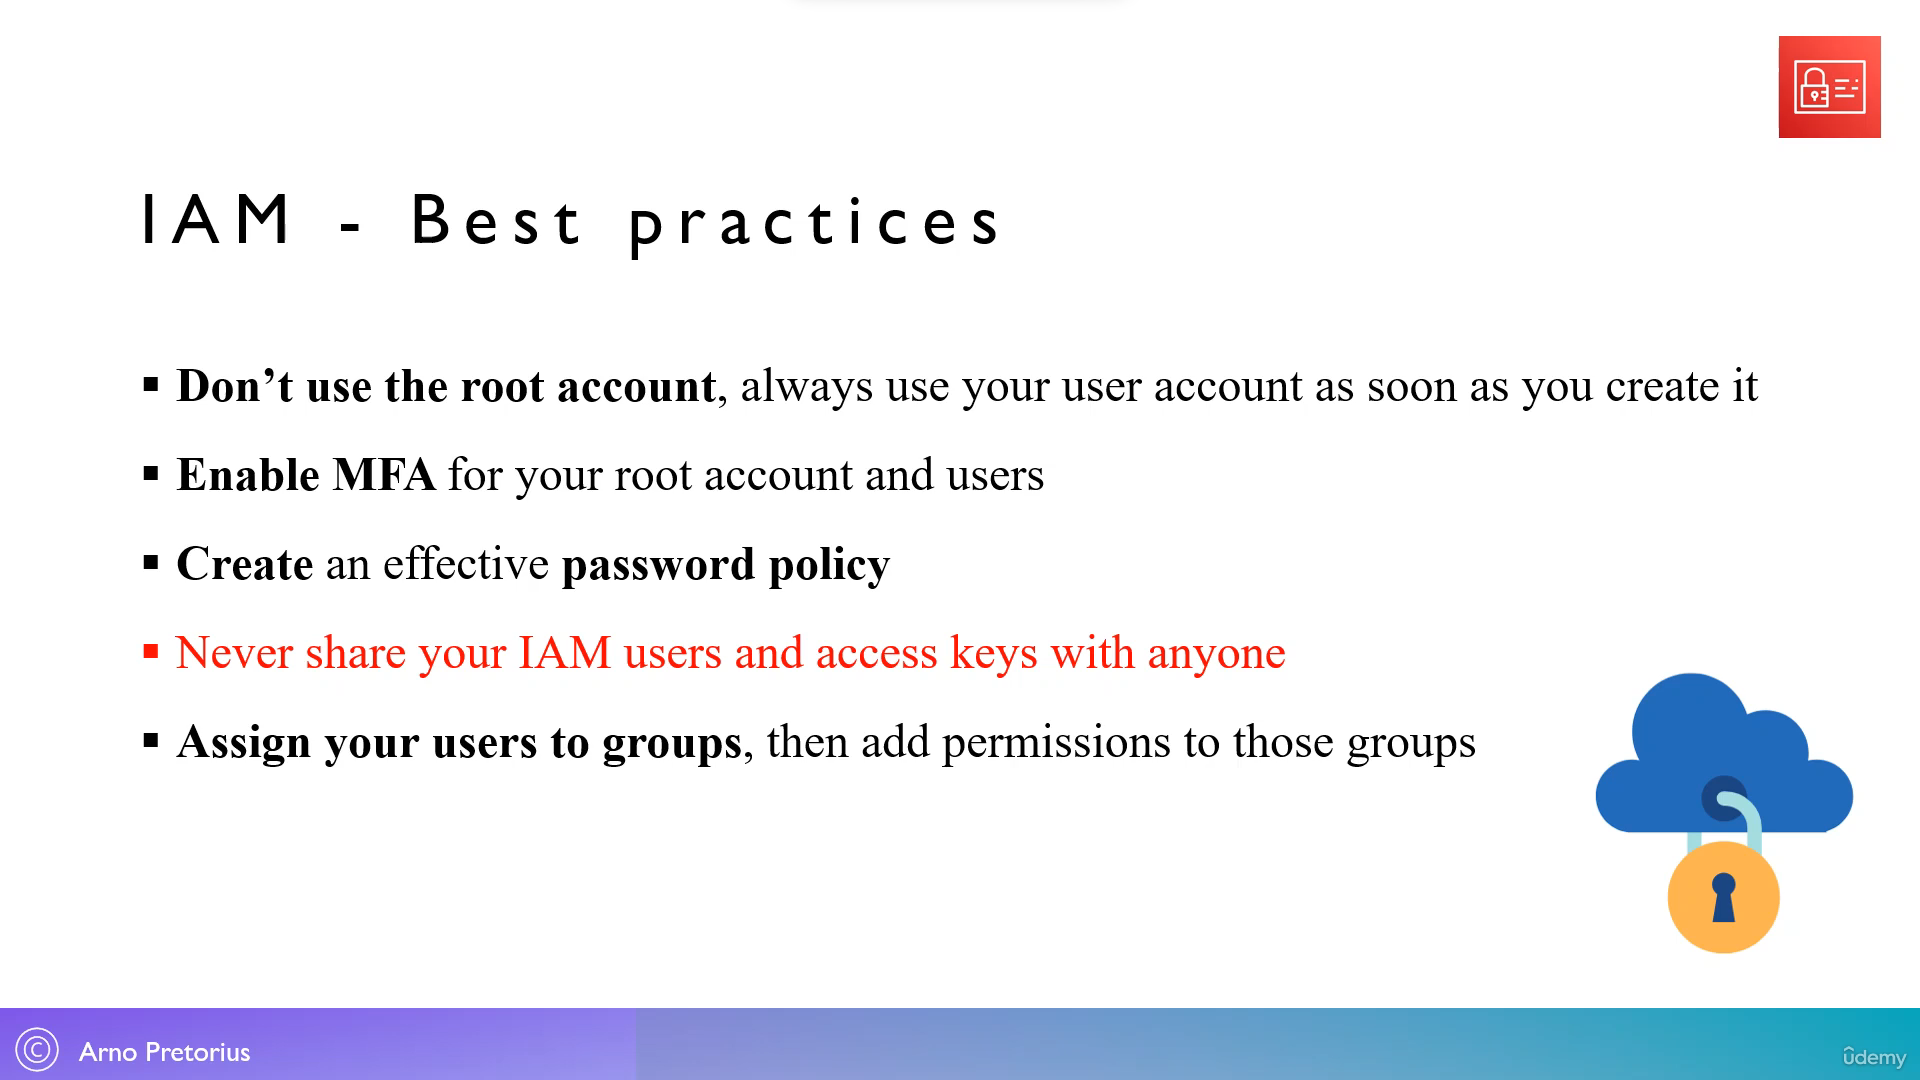 IAM - Best practices
▪ Don’t use the root account, always use your user account as soon as you create it
▪ Enable MFA for your root account and users
▪ Create an effective password policy
▪ Never share your IAM users and access keys with anyone
▪ Assign your users to groups, then add permissions to those groups
© Arno Pretorius
ûdemy